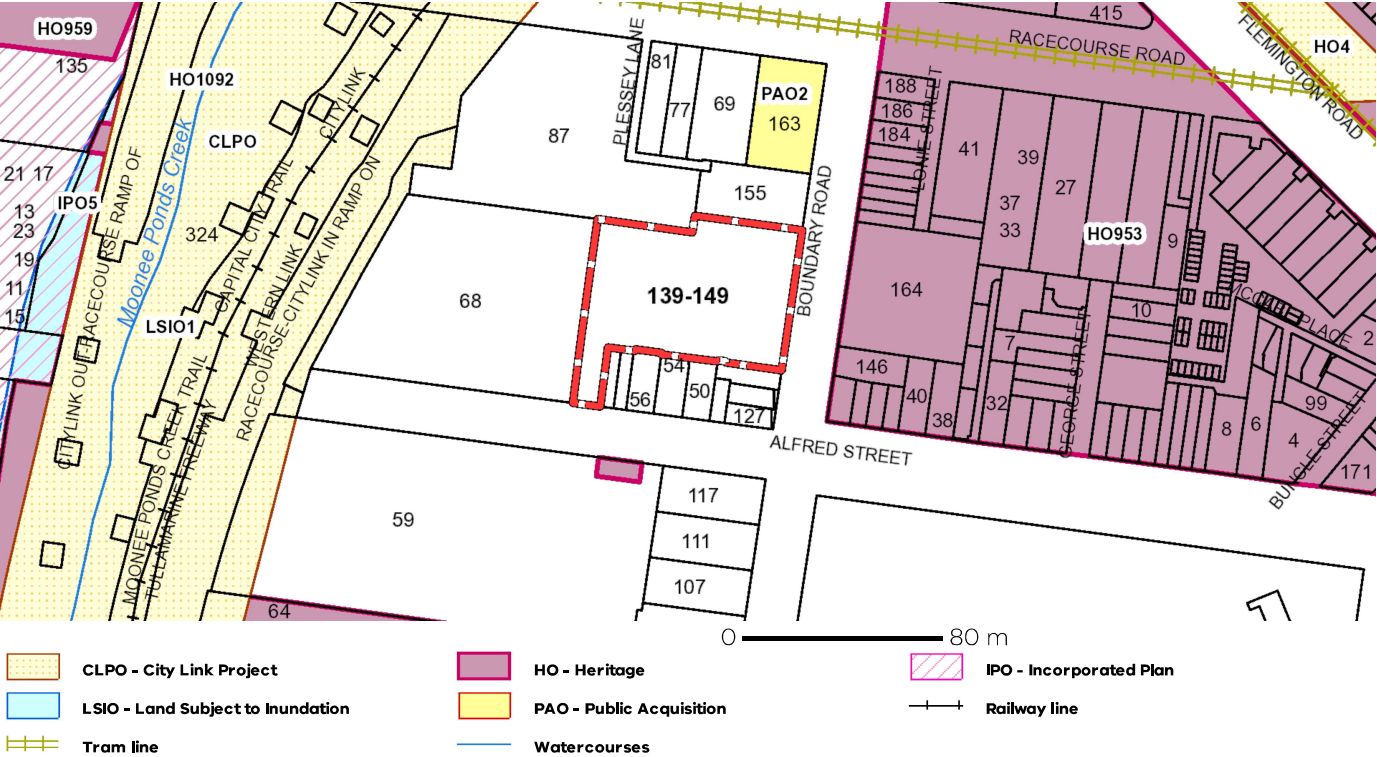 HO959
135
HO1092
CLPO
CITYLINK
PLESSEY LANE
81
77
69
PAO2
163
87
155
415
RACECOURSE ROAD
FLEMINGTON ROAD
HO4
188
186
184
LONIE STREET
41
39
27
37
33
HO953
9
21 17
13
23
IPO5
19
11
15
CITYLINK OUT-RACECOURSE RAMP OF
Moonee Ponds Creek
324
CAPITAL CITY TRAIL
WESTERN LINK
RACECOURSE-CITYLINK IN RAMP ON
LSIO1
68
139-149
BOUNDARY ROAD
164
10
7
GEORGE STREET
MCCABE PLACE
2
146
40
38
32
8
6
4
99
171
BUNCLE STREET
54
56
50
127
ALFRED STREET
MOONEE PONDS CREEK TRAIL
TULLAMARINE FREEWAY
59
117
111
107
64
0 80 m
CLPO - City Link Project
HO - Heritage
IPO - Incorporated Plan
LSIO - Land Subject to Inundation
PAO - Public Acquisition
Railway line
Tram line
Watercourses